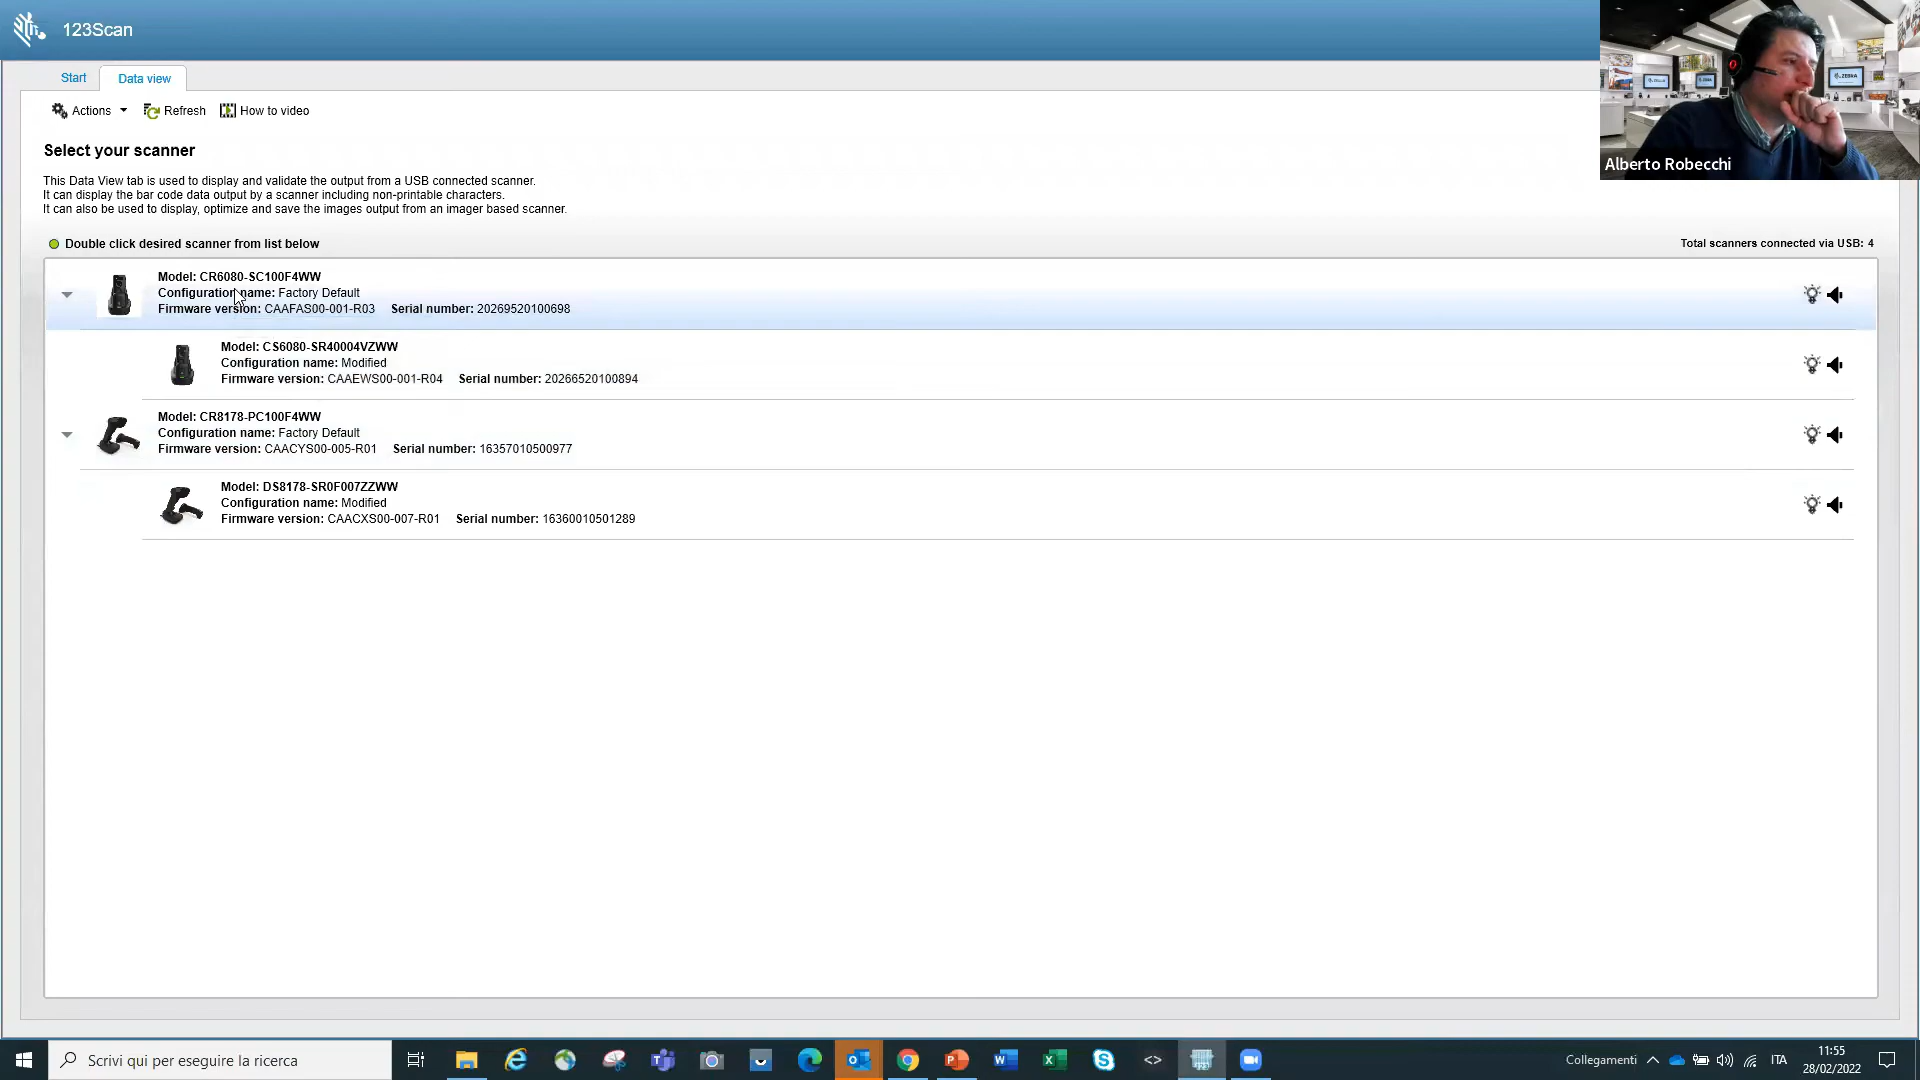 123Scan
Alberto Robecchi
Start
Data view
Actions
Refresh
How to video
Select your scanner
This Data View tab is used to display and validate the output from a USB connected scanner.
It can display the bar code data output by a scanner including non-printable characters.
It can also be used to display, optimize and save the images output from an imager based scanner.
Double click desired scanner from list below
Total scanners connected via USB: 4
Model: CR6080-SC100F4WW
Configuration name: Factory Default
Firmware version: CAAFAS00-001-R03 Serial number: 20269520100698
Model: CS6080-SR40004VZWW
Configuration name: Modified
Firmware version: CAAEWS00-001-R04 Serial number: 20266520100894
Model: CR8178-PC100F4WW
Configuration name: Factory Default
Firmware version: CAACYS00-005-R01 Serial number: 16357010500977
Model: DS8178-SR0F007ZZWW
Configuration name: Modified
Firmware version: CAACXS00-007-R01 Serial number: 16360010501289
Scrivi qui per eseguire la ricerca
Collegamenti
ITA
11:55
28/02/2022